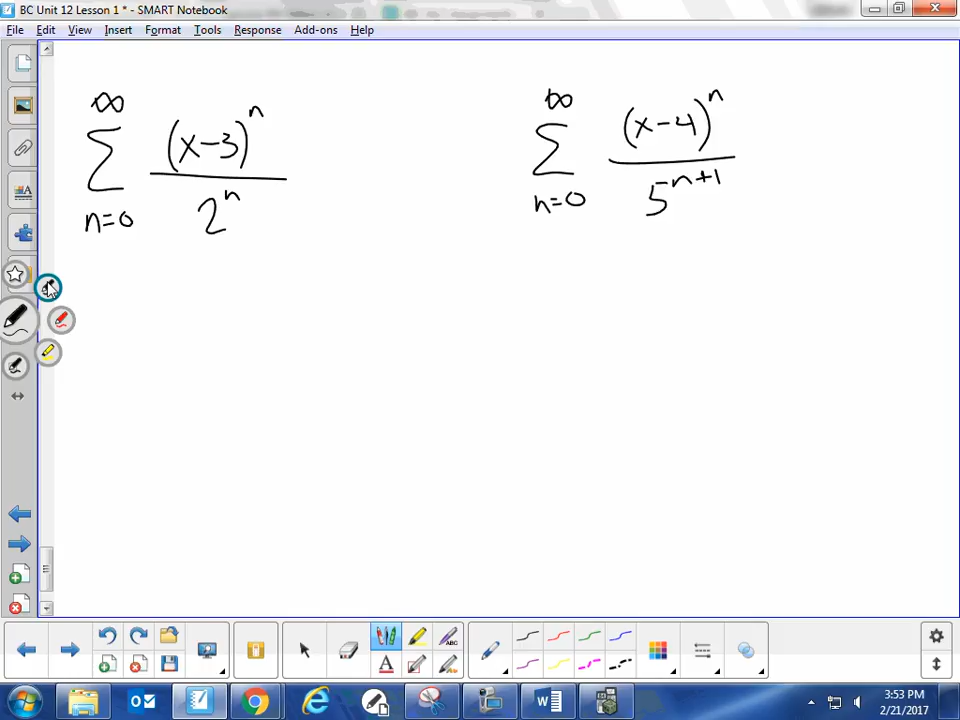 BC Unit 12 Lesson 1 * - SMART Notebook
File Edit View Insert Format Tools Response Add-ons Help
∞ ∞
∑ (x-3)^n / 2^n ∑ (x-4)^n / 5^(n+1)
n=0 n=0
3:53 PM
2/21/2017